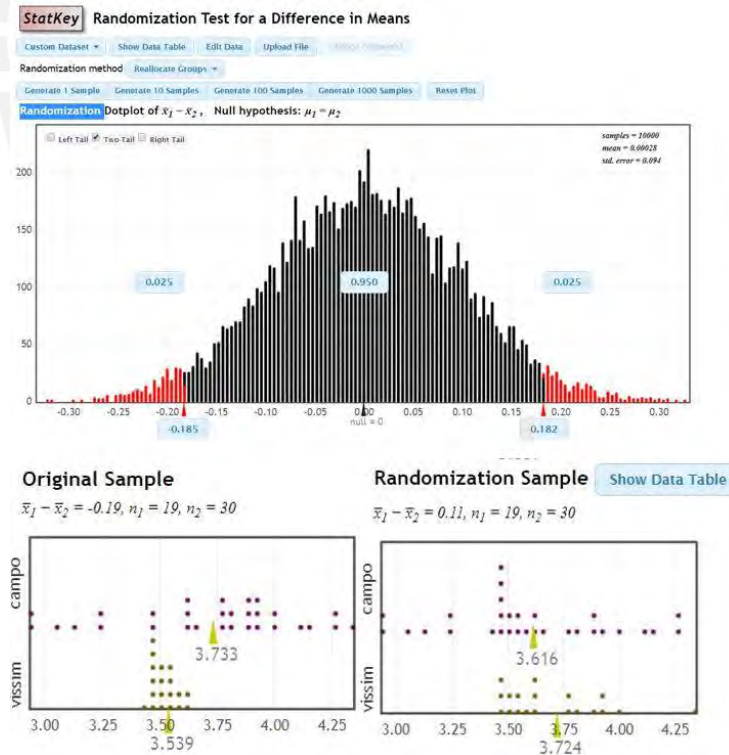 StatKey Randomization Test for a Difference in Means
Custom Dataset Show Data Table Edit Data Upload File
Randomization method Reallocate Groups
Generate 1 Sample Generate 10 Samples Generate 100 Samples Generate 1000 Samples Reset Plot
Randomization Dotplot of x̄1 − x̄2 , Null hypothesis: μ1 = μ2
Left Tail Two-Tail Right Tail
samples = 10000
mean = 0.00028
std. error = 0.094
200
150
100
50
0
0.025
0.950
0.025
-0.30 -0.25 -0.20 -0.15 -0.10 -0.05 0.00 0.05 0.10 0.15 0.20 0.25 0.30
null = 0
-0.185
0.182
Original Sample
x̄1 − x̄2 = -0.19, n1 = 19, n2 = 30
campo
3.733
vissim
3.00 3.25 3.50 3.75 4.00 4.25
3.539
Randomization Sample Show Data Table
x̄1 − x̄2 = 0.11, n1 = 19, n2 = 30
campo
3.616
vissim
3.00 3.25 3.50 3.75 4.00 4.25
3.724